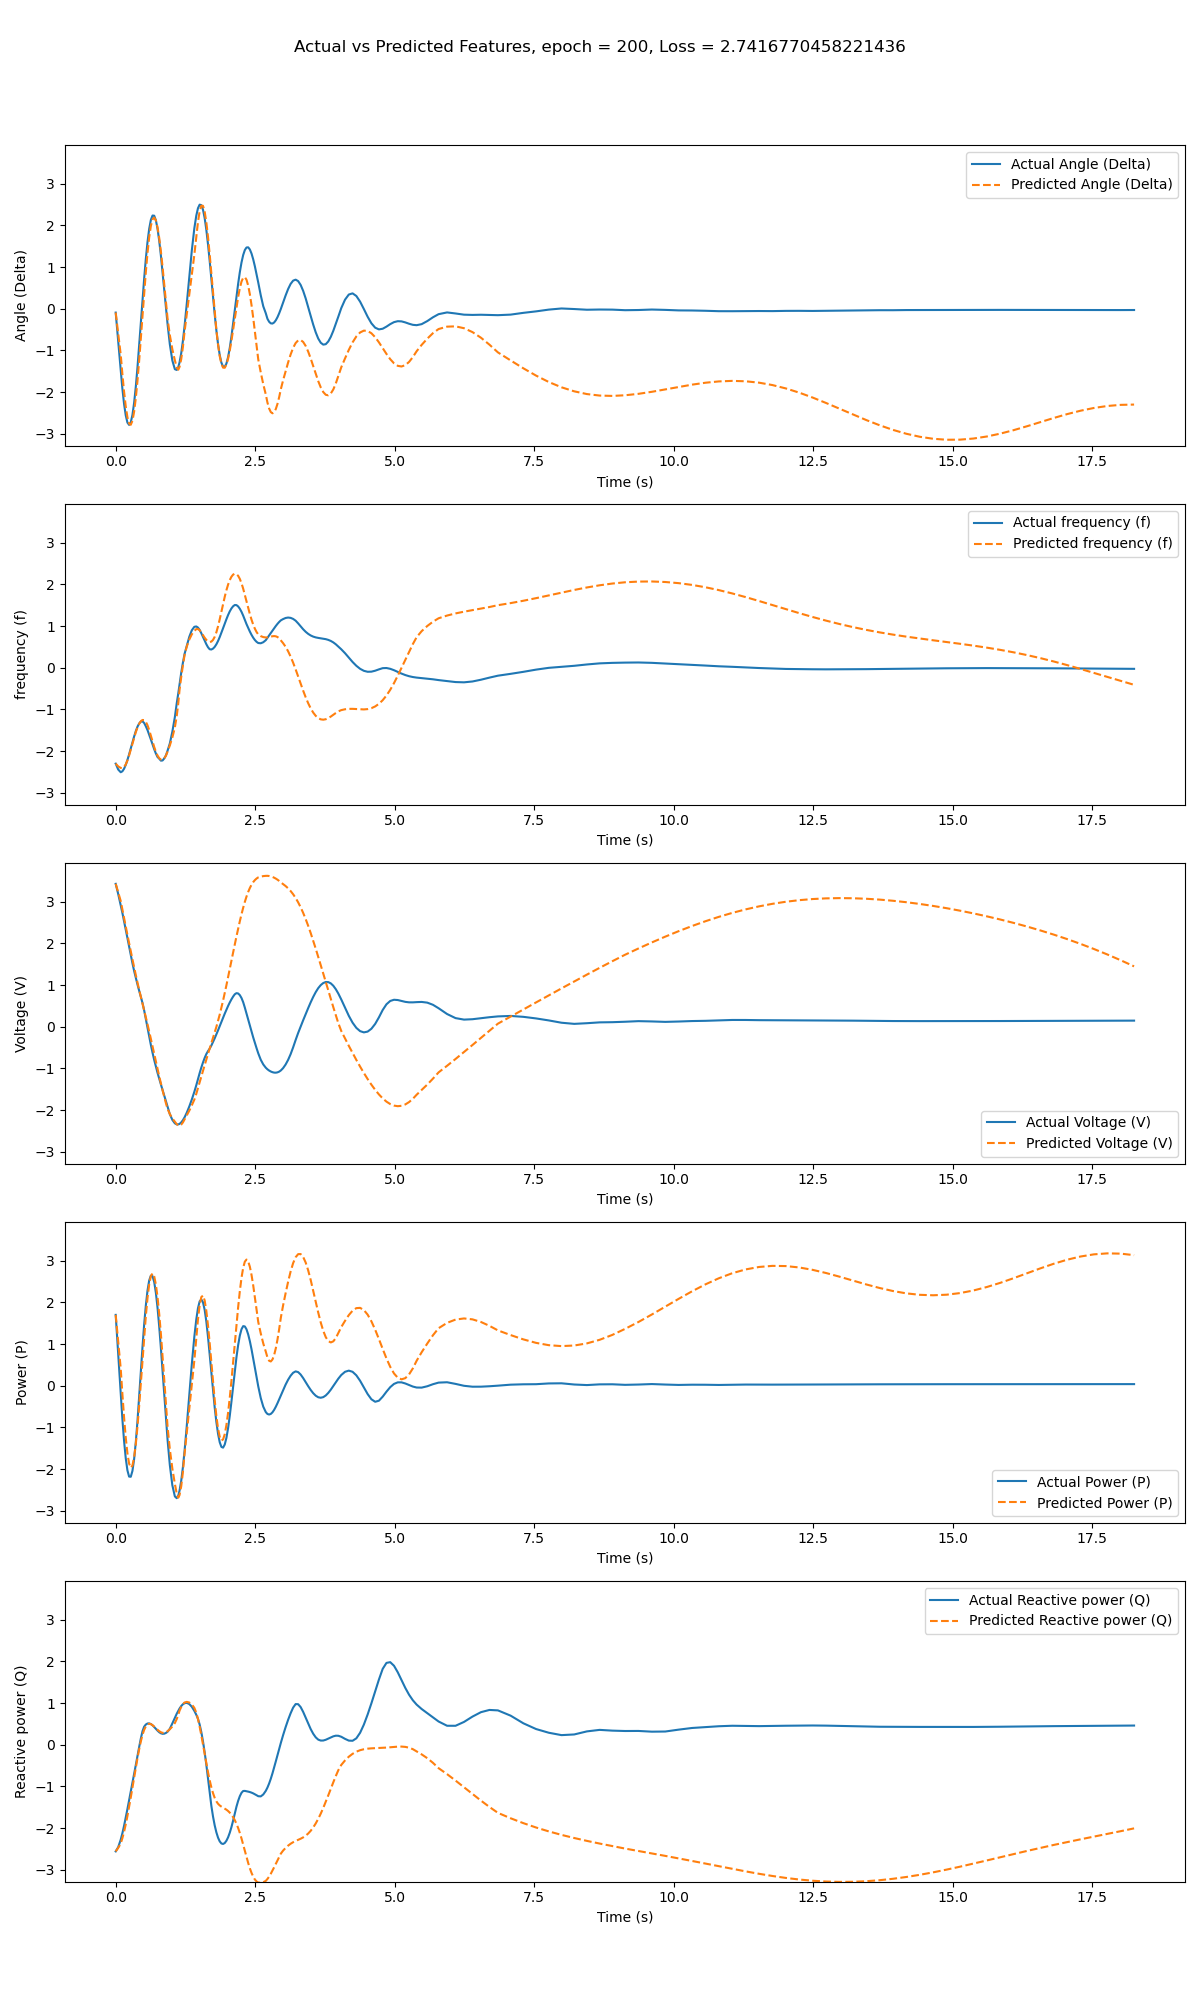 Actual vs Predicted Features, epoch = 200, Loss = 2.7416770458221436
Actual Angle (Delta)
Predicted Angle (Delta)
Angle (Delta)
3
2
1
0
−1
−2
−3
0.0 2.5 5.0 7.5 10.0 12.5 15.0 17.5
Time (s)
Actual frequency (f)
Predicted frequency (f)
frequency (f)
3
2
1
0
−1
−2
−3
0.0 2.5 5.0 7.5 10.0 12.5 15.0 17.5
Time (s)
Voltage (V)
3
2
1
0
−1
−2
−3
Actual Voltage (V)
Predicted Voltage (V)
0.0 2.5 5.0 7.5 10.0 12.5 15.0 17.5
Time (s)
Power (P)
3
2
1
0
−1
−2
−3
Actual Power (P)
Predicted Power (P)
0.0 2.5 5.0 7.5 10.0 12.5 15.0 17.5
Time (s)
Actual Reactive power (Q)
Predicted Reactive power (Q)
Reactive power (Q)
3
2
1
0
−1
−2
−3
0.0 2.5 5.0 7.5 10.0 12.5 15.0 17.5
Time (s)